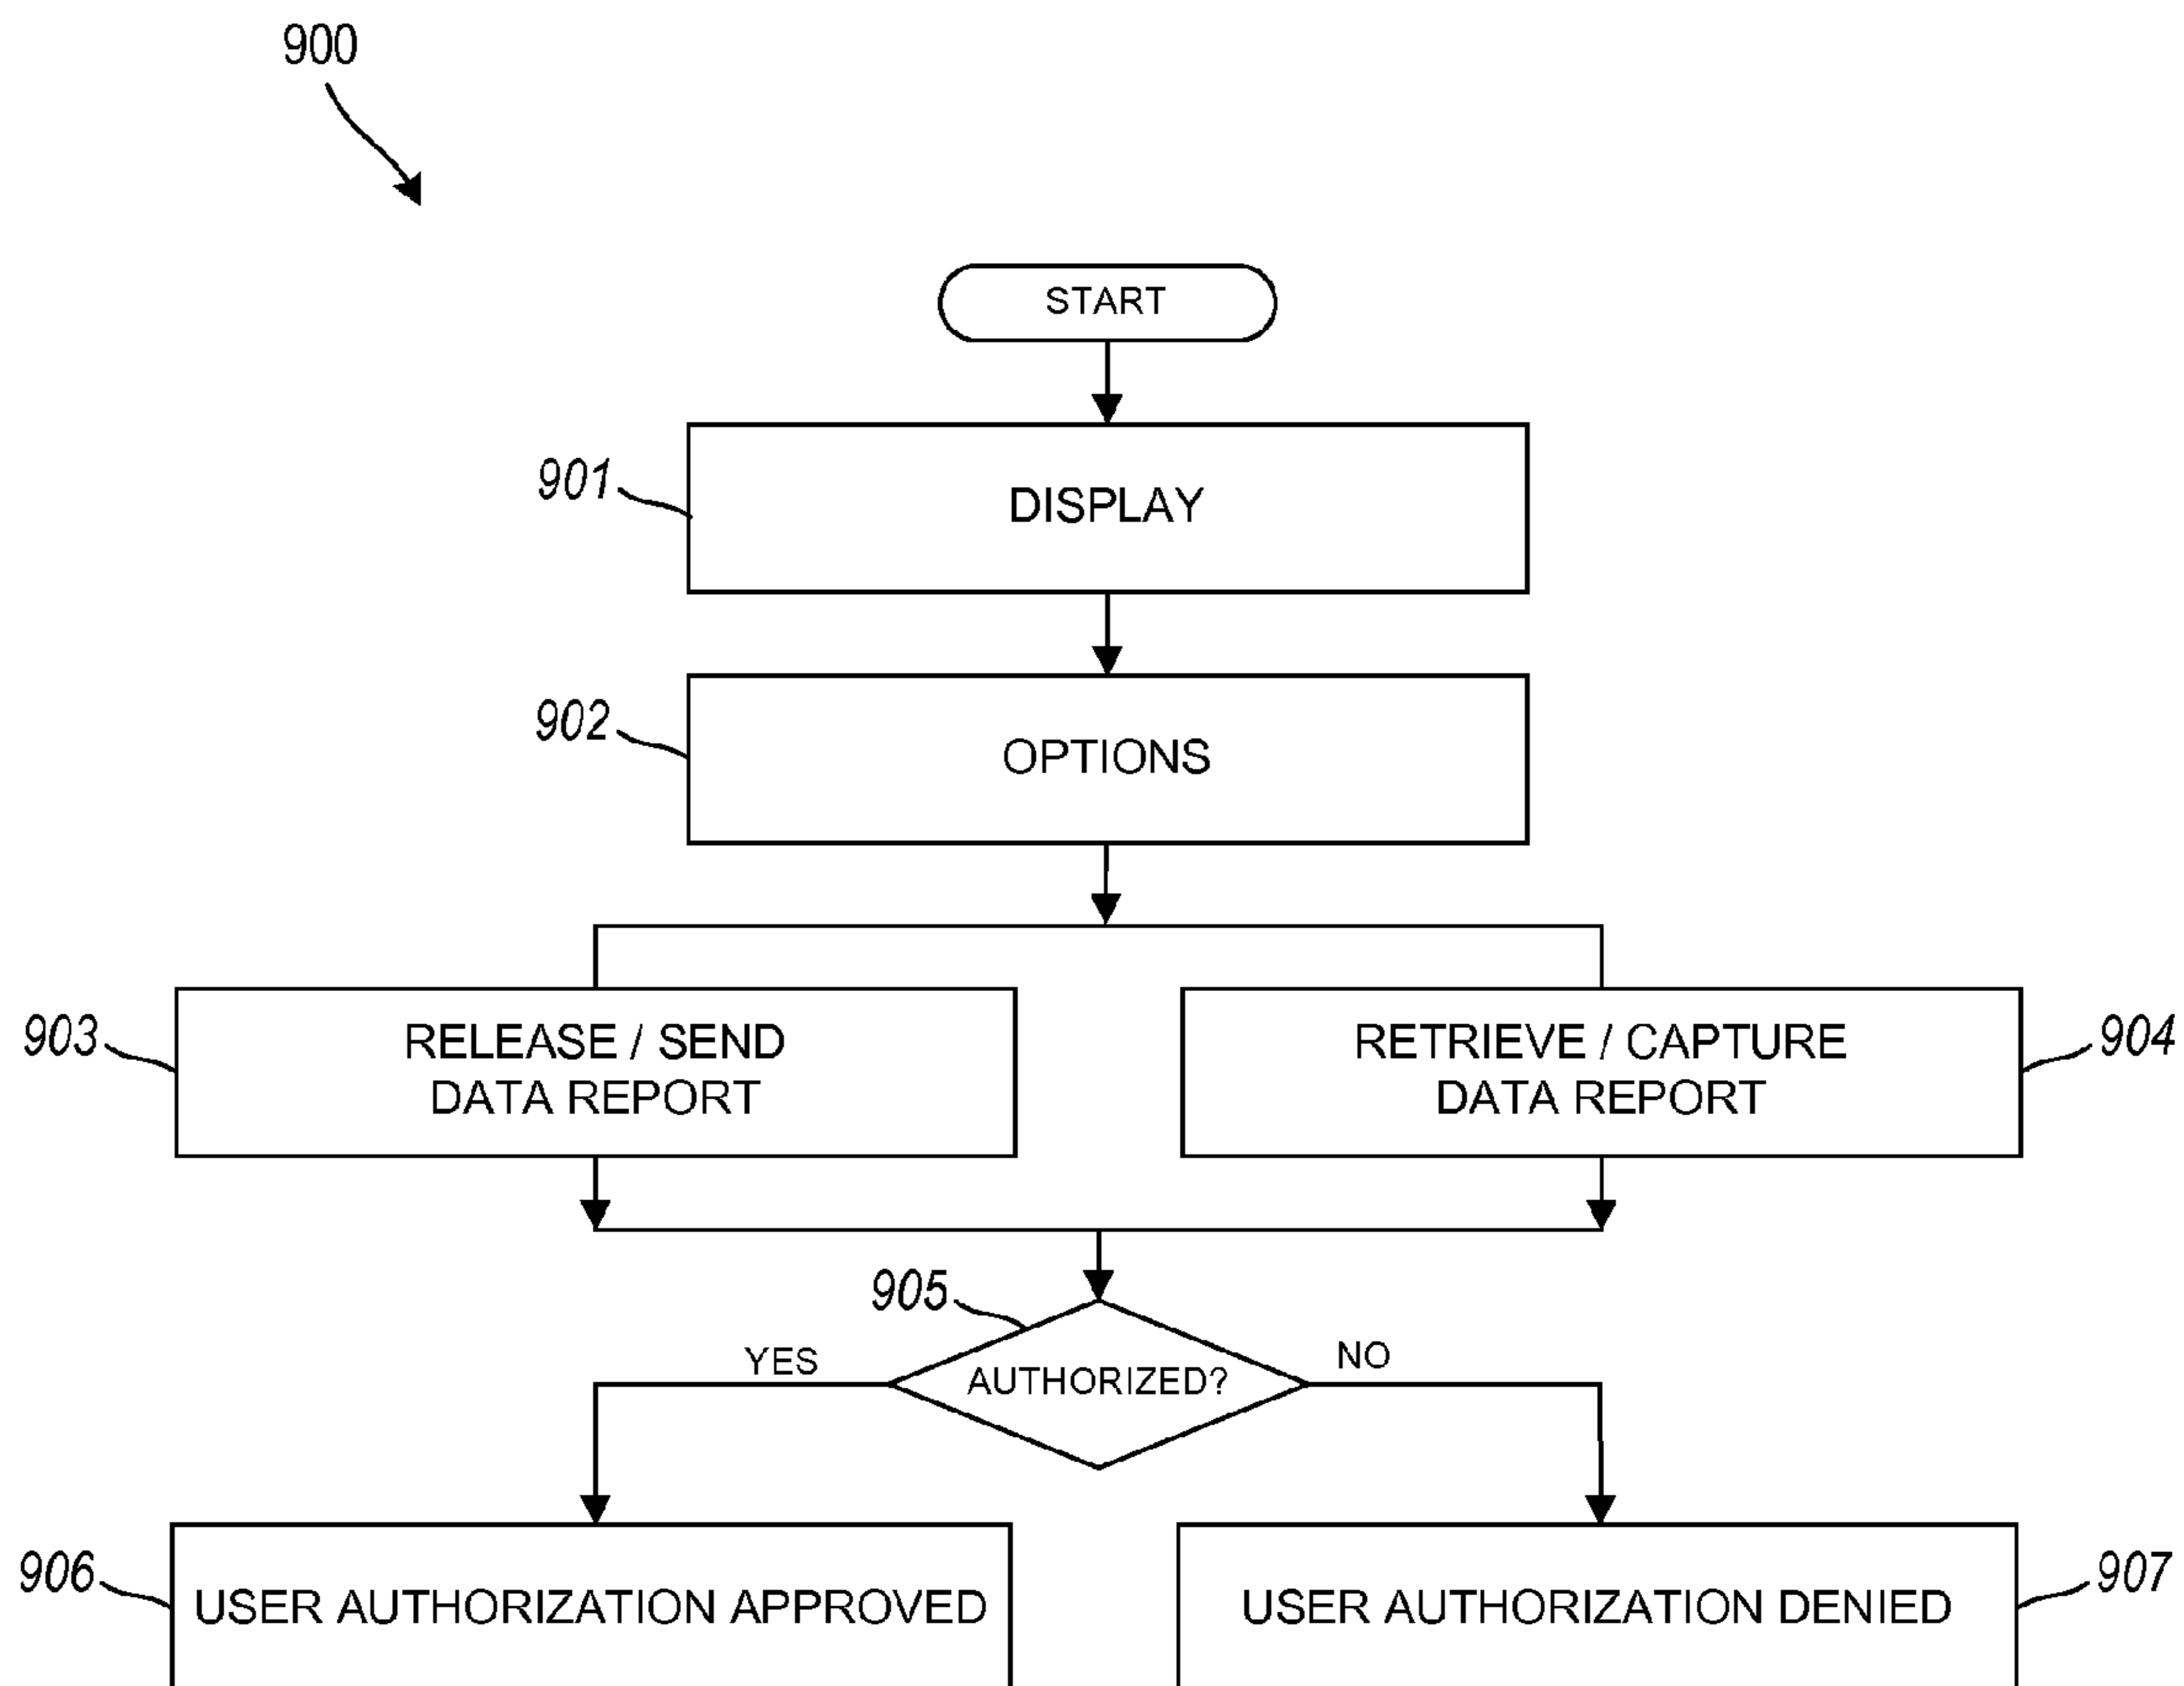 900
START
901
DISPLAY
902
OPTIONS
903
RELEASE / SEND
DATA REPORT
RETRIEVE / CAPTURE
DATA REPORT
904
905
YES
AUTHORIZED?
NO
906
USER AUTHORIZATION APPROVED
USER AUTHORIZATION DENIED
907